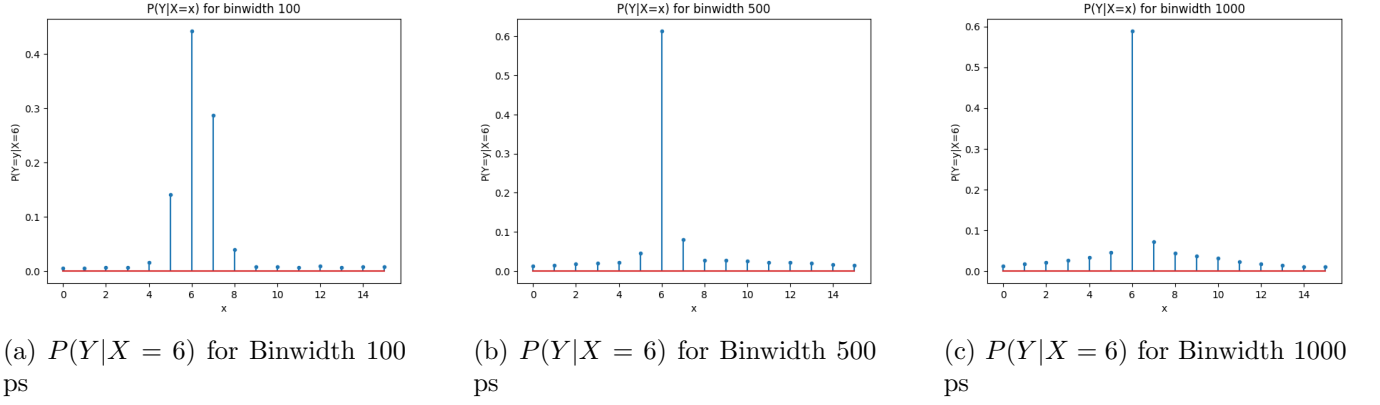 P(Y|X=x) for binwidth 100
P(Y=y|X=6)
0.4
0.3
0.2
0.1
0.0
0 2 4 6 8 10 12 14
x
(a) P(Y|X = 6) for Binwidth 100
ps
P(Y|X=x) for binwidth 500
P(Y=y|X=6)
0.6
0.5
0.4
0.3
0.2
0.1
0.0
0 2 4 6 8 10 12 14
x
(b) P(Y|X = 6) for Binwidth 500
ps
P(Y|X=x) for binwidth 1000
P(Y=y|X=6)
0.6
0.5
0.4
0.3
0.2
0.1
0.0
0 2 4 6 8 10 12 14
x
(c) P(Y|X = 6) for Binwidth 1000
ps